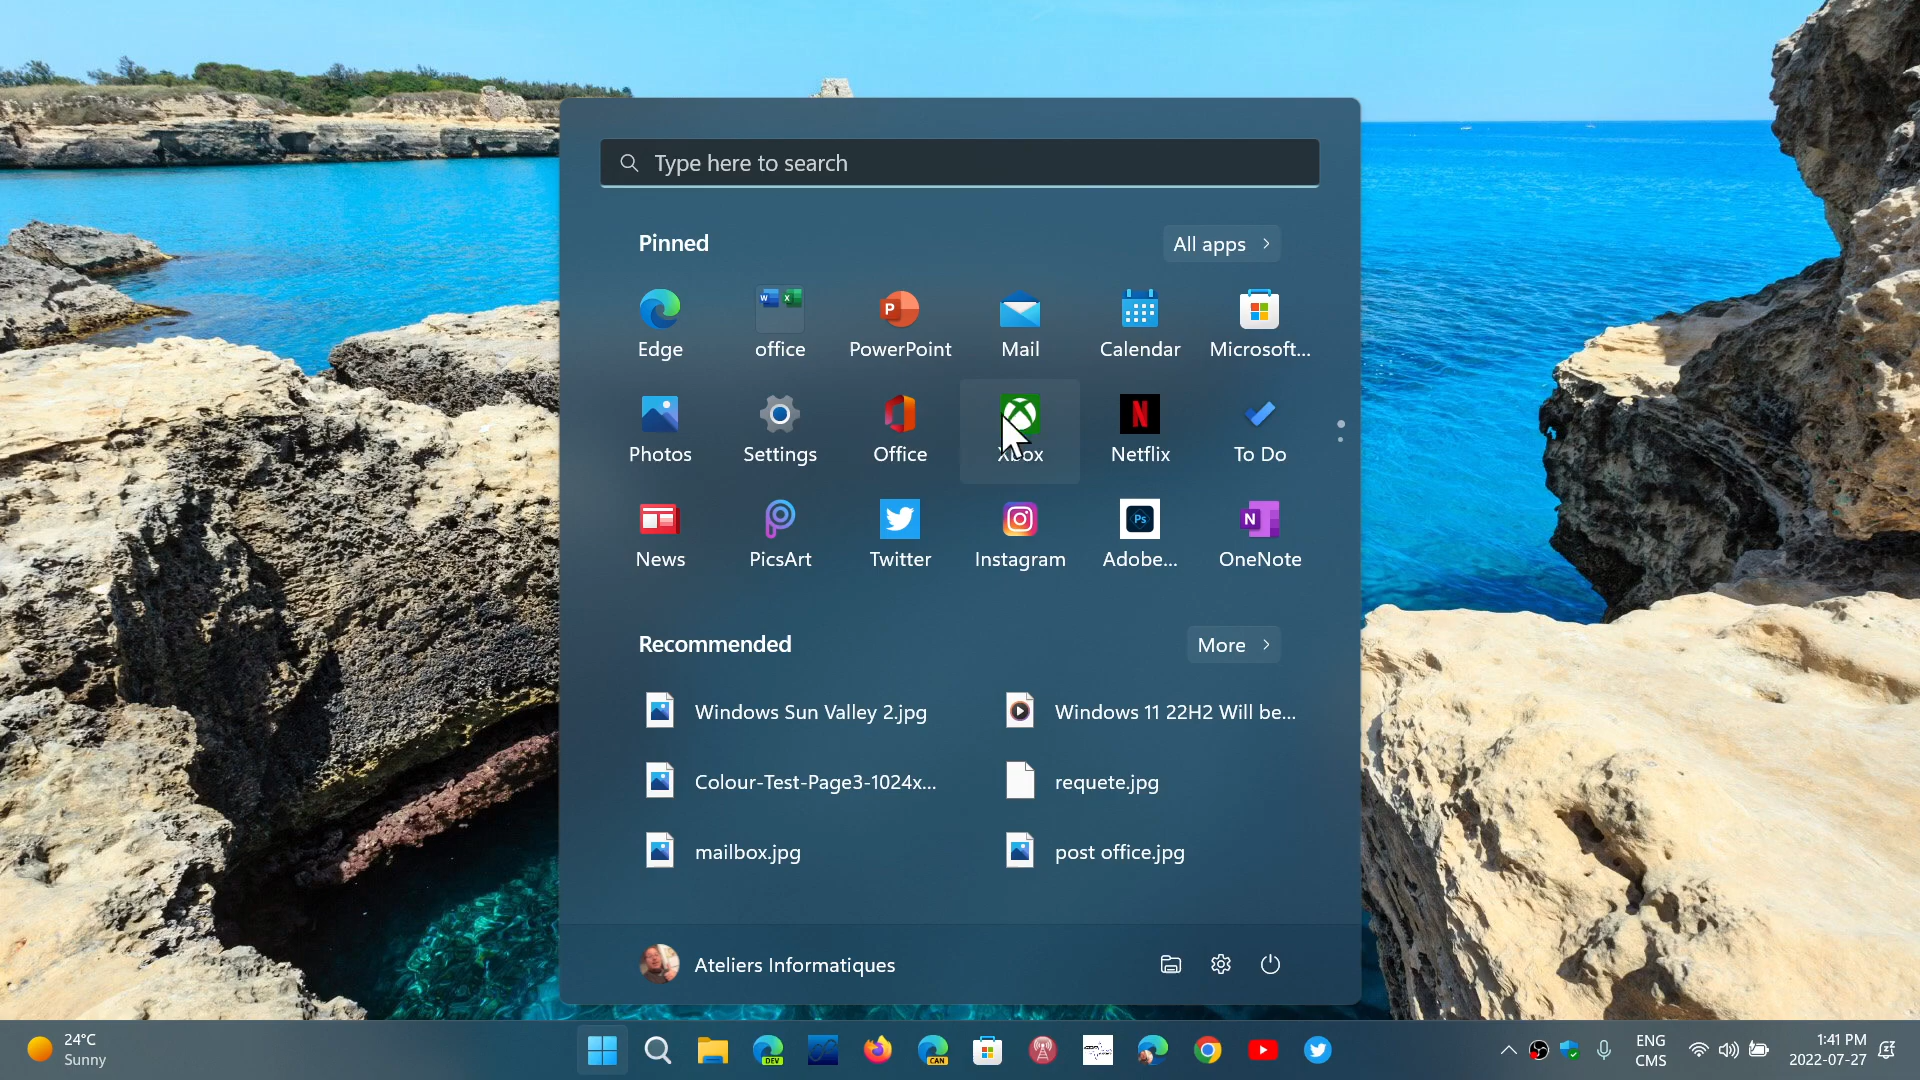 Type here to search
Pinned
All apps
Edge
office
PowerPoint
Mail
Calendar
Microsoft...
Photos
Settings
Office
Netflix
To Do
News
PicsArt
Twitter
Instagram
Adobe...
OneNote
Recommended
More
Windows Sun Valley 2.jpg
Windows 11 22H2 Will be...
Colour-Test-Page3-1024x...
requete.jpg
mailbox.jpg
post office.jpg
Ateliers Informatiques
24°C
Sunny
DEV
CAN
ENG
CMS
1:41 PM
2022-07-27